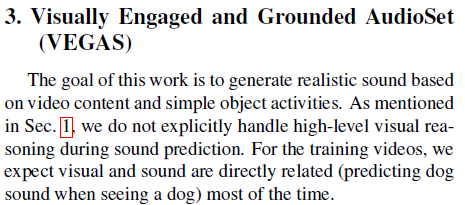 3. Visually Engaged and Grounded AudioSet
(VEGAS)
The goal of this work is to generate realistic sound based
on video content and simple object activities. As mentioned
in Sec. 1, we do not explicitly handle high-level visual rea-
soning during sound prediction. For the training videos, we
expect visual and sound are directly related (predicting dog
sound when seeing a dog) most of the time.